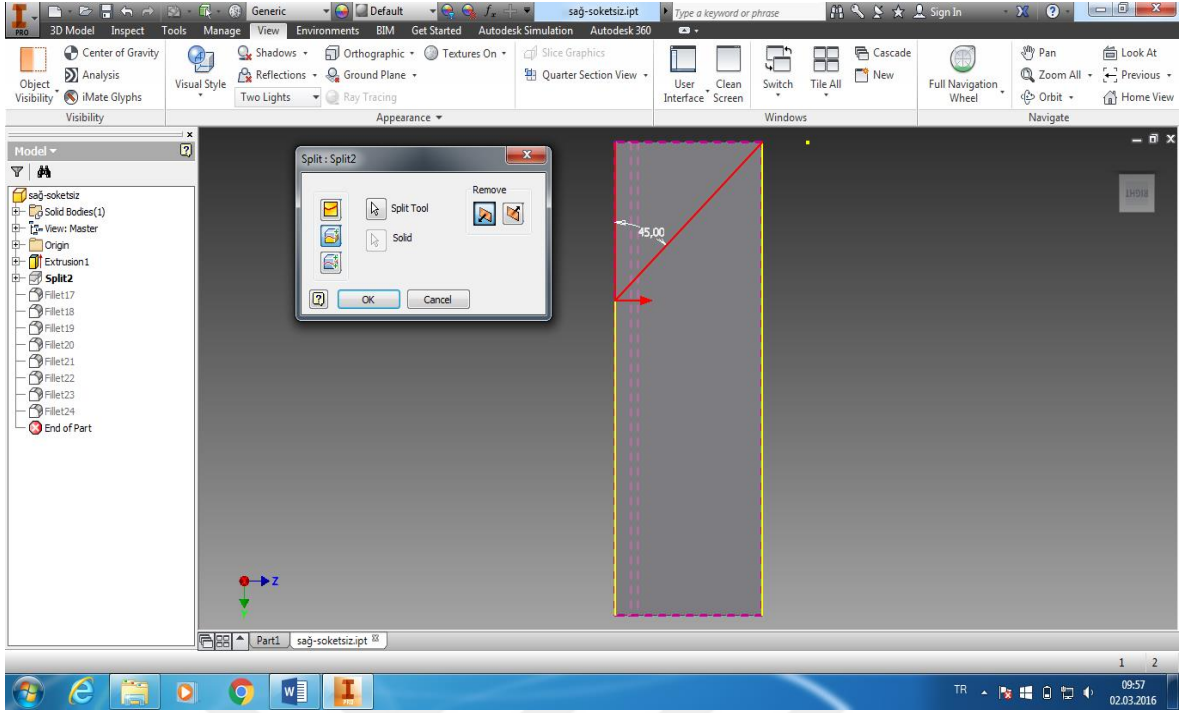 Generic
Default
sağ-soketsiz.ipt
Type a keyword or phrase
Sign In
PRO
3D Model Inspect Tools Manage View Environments BIM Get Started Autodesk Simulation Autodesk 360
Object Visibility
Center of Gravity
Analysis
iMate Glyphs
Visibility
Visual Style
Shadows
Reflections
Two Lights
Orthographic
Ground Plane
Ray Tracing
Textures On
Appearance
Slice Graphics
Quarter Section View
User Interface
Clean Screen
Switch
Tile All
Cascade
New
Windows
Full Navigation Wheel
Pan
Zoom All
Orbit
Look At
Previous
Home View
Navigate
Model
sağ-soketsiz
Solid Bodies(1)
View: Master
Origin
Extrusion1
Split2
Fillet17
Fillet18
Fillet19
Fillet20
Fillet21
Fillet22
Fillet23
Fillet24
End of Part
Split : Split2
Split Tool
Solid
Remove
OK
Cancel
45,00
RIGHT
Z
Y
Part1
sağ-soketsiz.ipt
1 2
TR
09:57
02.03.2016